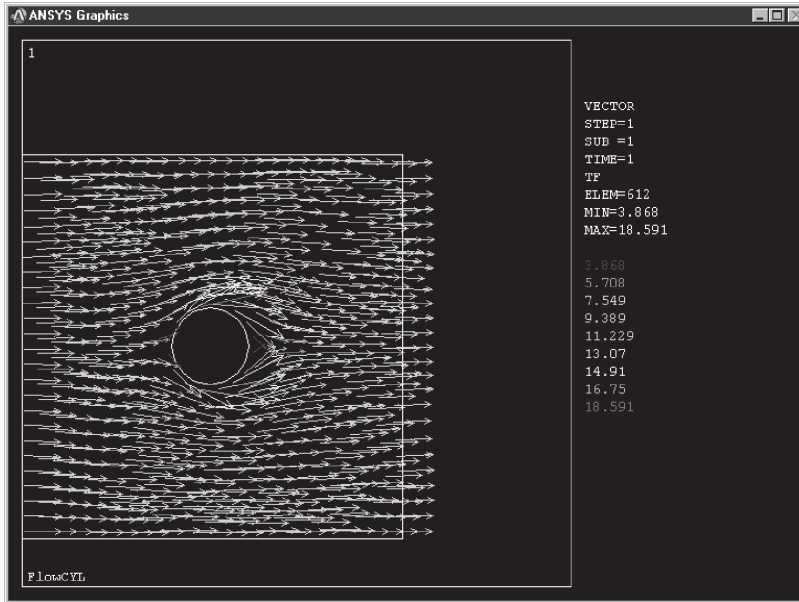 ANSYS Graphics
1
VECTOR
STEP=1
SUB =1
TIME=1
TF
ELEM=612
MIN=3.868
MAX=18.591
3.868
5.708
7.549
9.389
11.229
13.07
14.91
16.75
18.591
FlowCYL